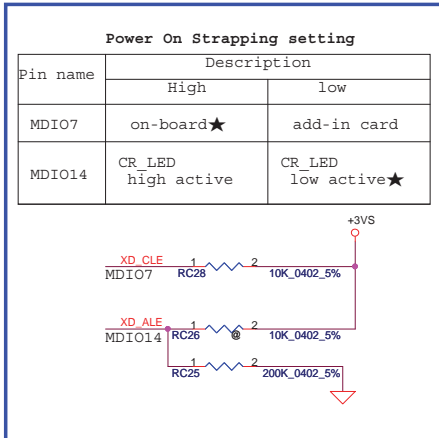 Power On Strapping setting
Pin name
Description
High
low
MDIO7
on-board★
add-in card
MDIO14
CR_LED
high active
CR_LED
low active★
+3VS
XD_CLE
1
2
MDIO7
RC28
10K_0402_5%
XD_ALE
1
2
MDIO14
RC26
@
10K_0402_5%
1
2
RC25
200K_0402_5%